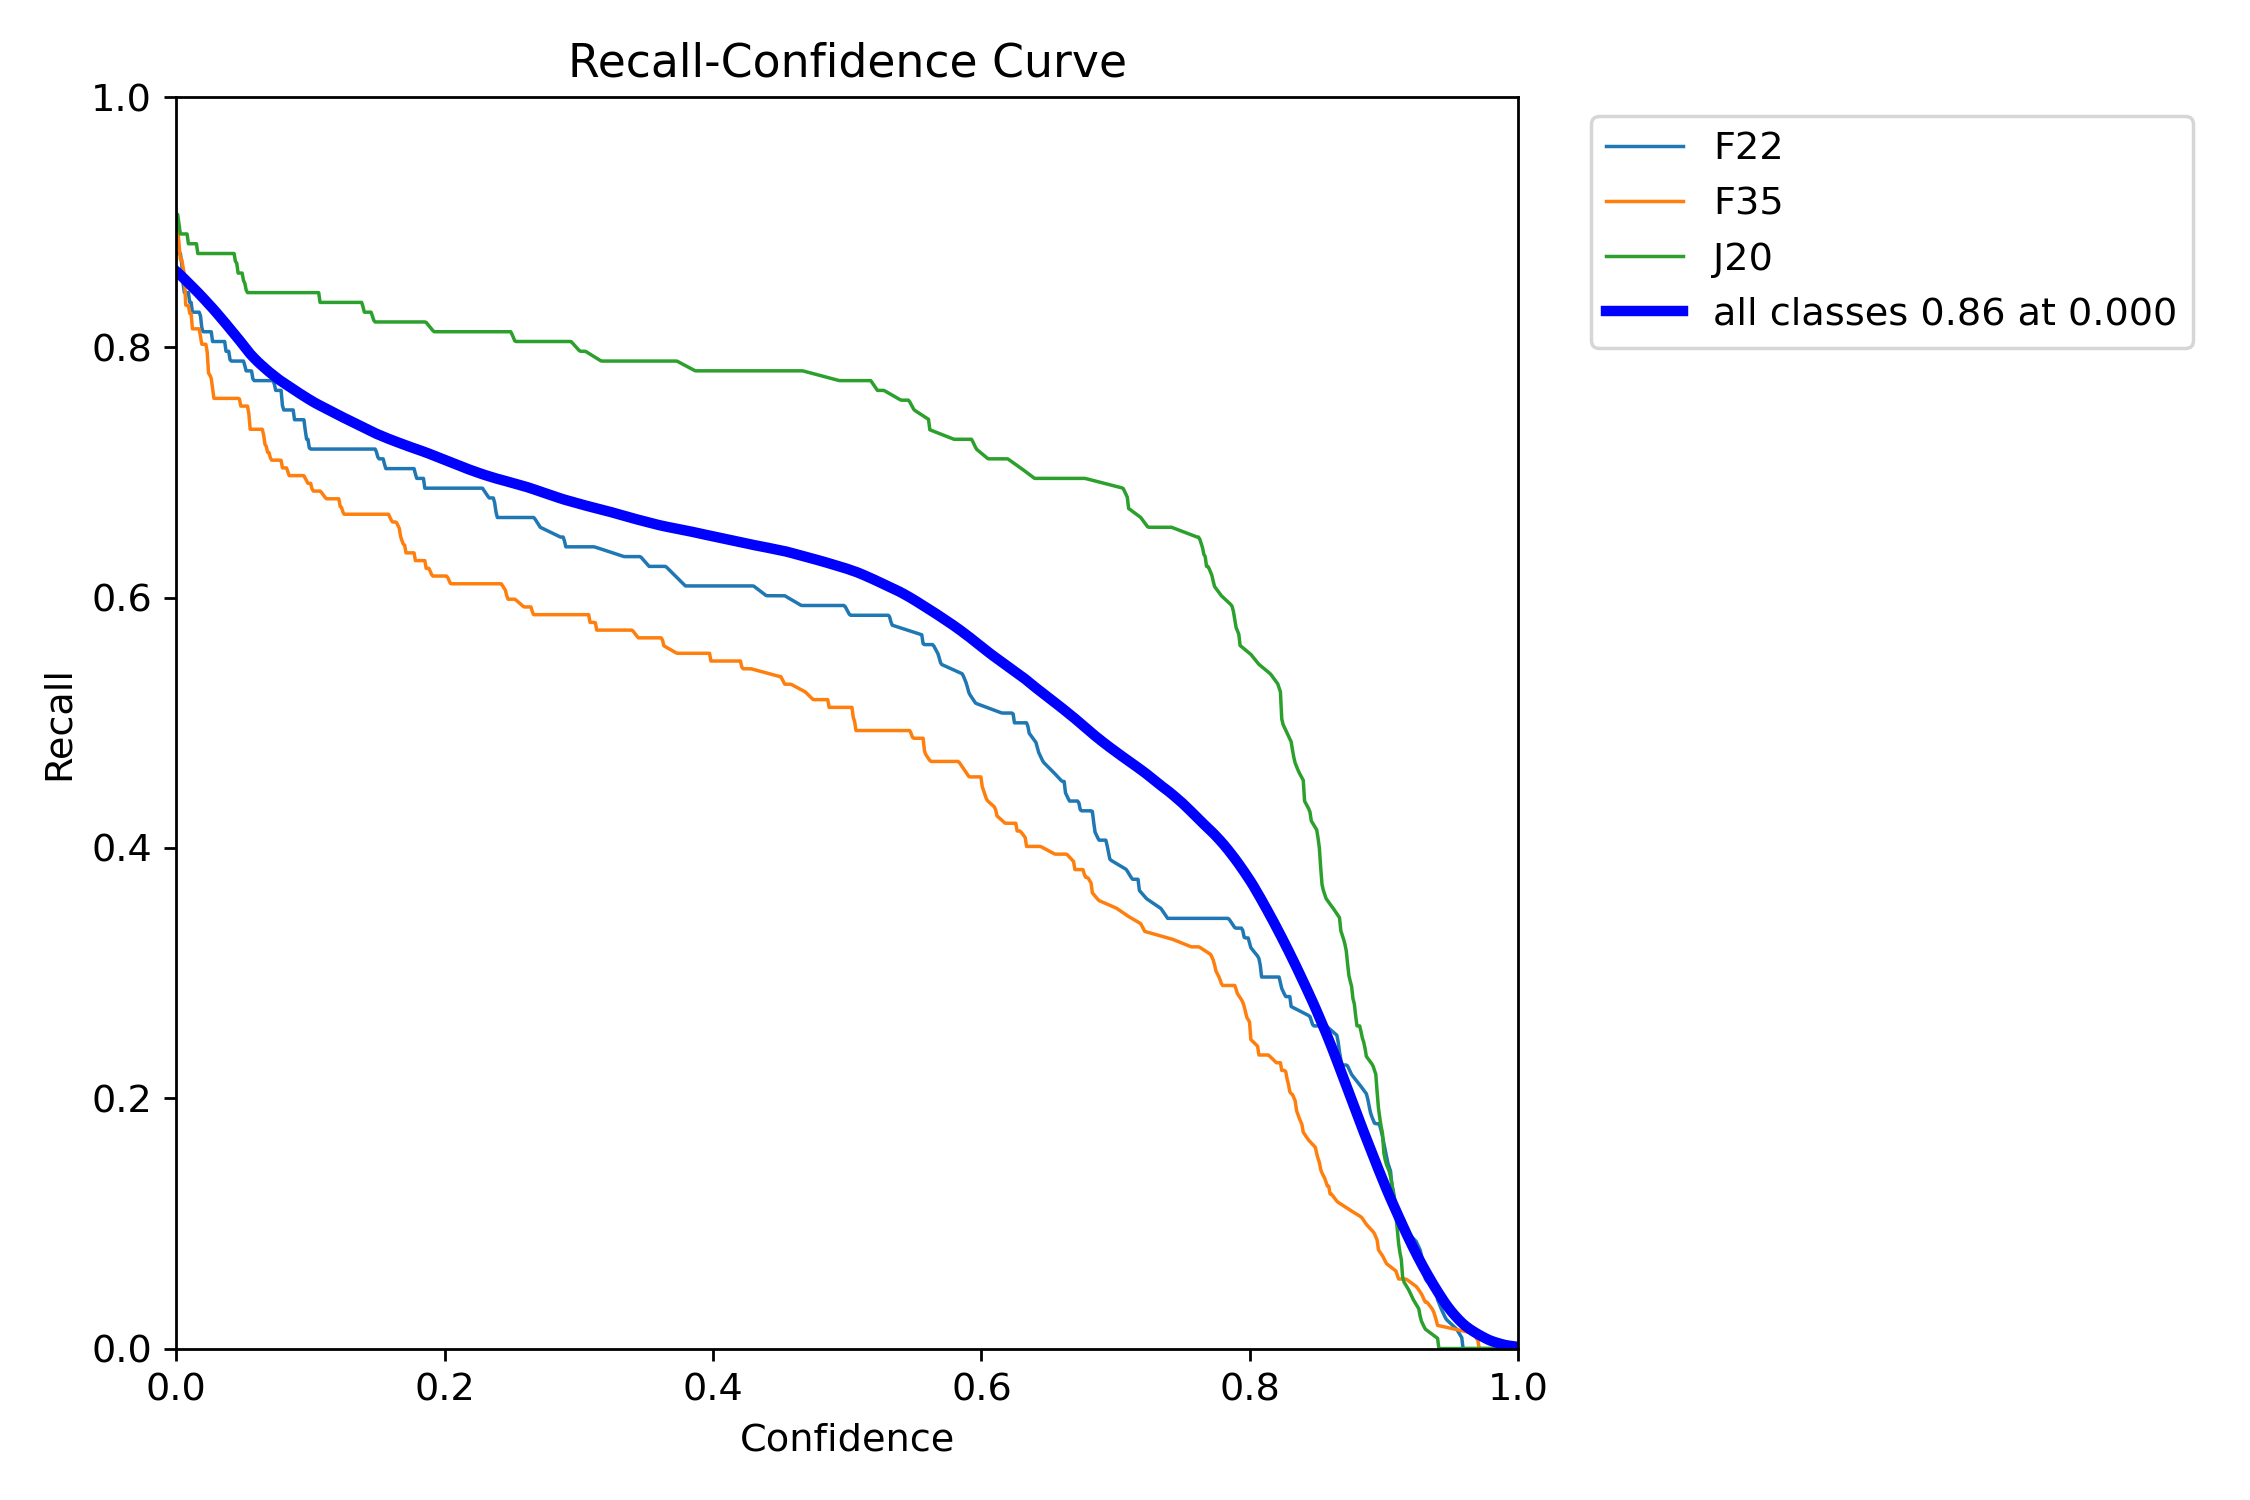 Recall-Confidence Curve
1.0
0.8
0.6
0.4
0.2
0.0
Recall
0.0 0.2 0.4 0.6 0.8 1.0
Confidence
F22
F35
J20
all classes 0.86 at 0.000